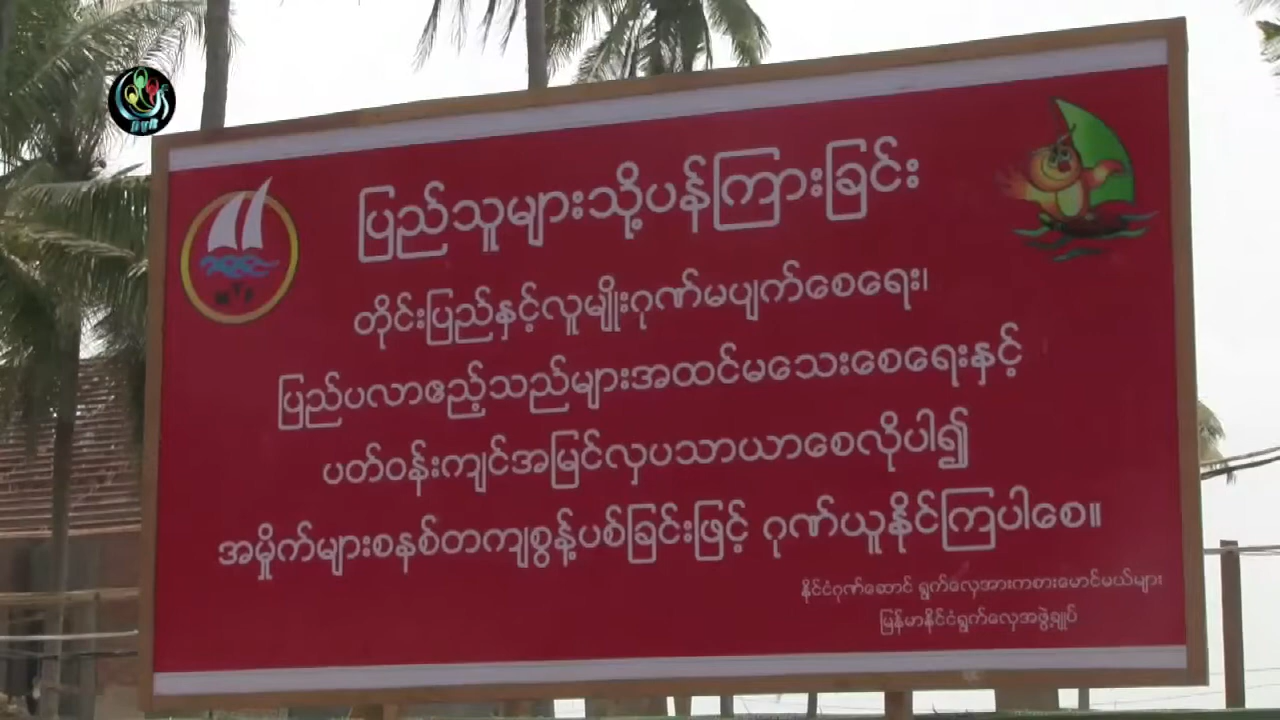 DVB
ပြည်သူများသို့ပန်ကြားခြင်း
တိုင်းပြည်နှင့်လူမျိုးဂုဏ်မပျက်စေရေး၊
ပြည်ပလာဧည့်သည်များအထင်မသေးစေရေးနှင့်
ပတ်ဝန်းကျင်အမြင်လှပသာယာစေလိုပါ၍
အမှိုက်များစနစ်တကျစွန့်ပစ်ခြင်းဖြင့် ဂုဏ်ယူနိုင်ကြပါစေ။
နိုင်ငံ့ဂုဏ်ဆောင် ရွက်လှေအားကစားမောင်မယ်များ
မြန်မာနိုင်ငံရွက်လှေအဖွဲ့ချုပ်
M Y F